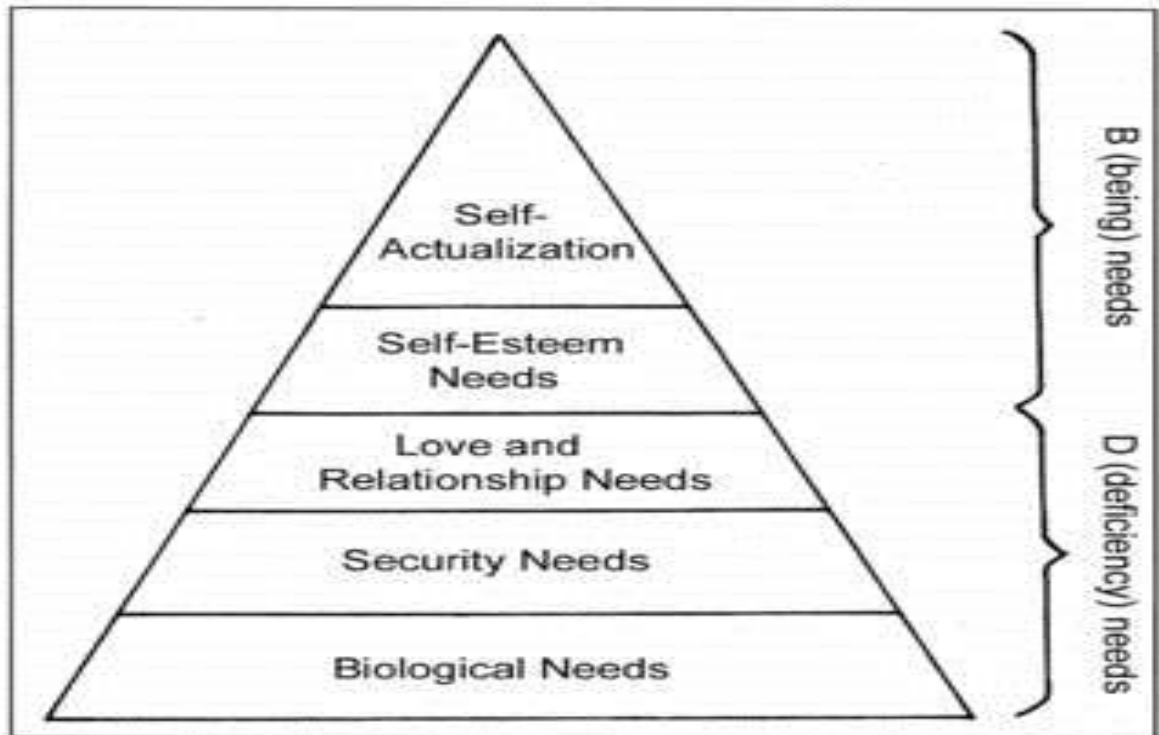 Self-
Actualization
Self-Esteem
Needs
Love and
Relationship Needs
Security Needs
Biological Needs
B (being) needs
D (deficiency) needs